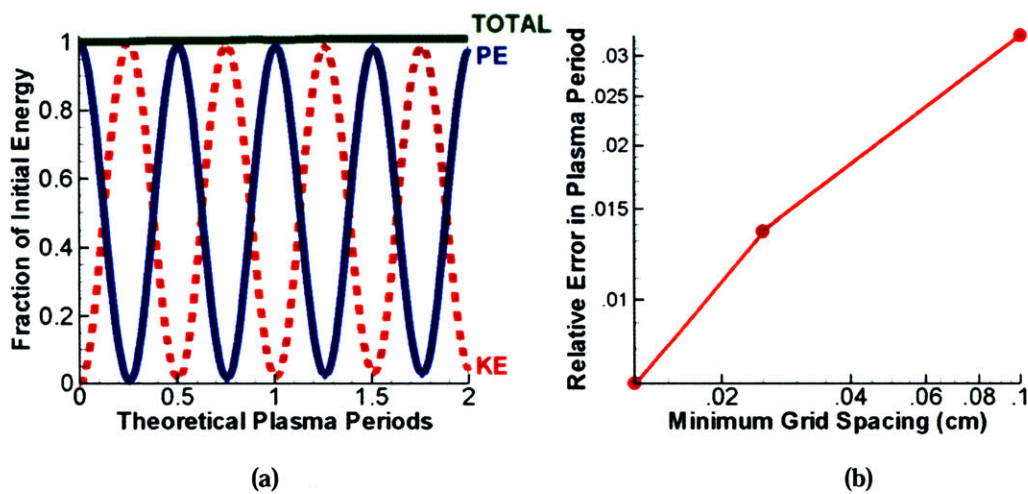 TOTAL
PE
KE
1
0.8
0.6
0.4
0.2
0
0 0.5 1 1.5 2
Fraction of Initial Energy
Theoretical Plasma Periods
(a)
.03
.025
.02
.015
.01
.02 .04 .06 .08 .1
Relative Error in Plasma Period
Minimum Grid Spacing (cm)
(b)